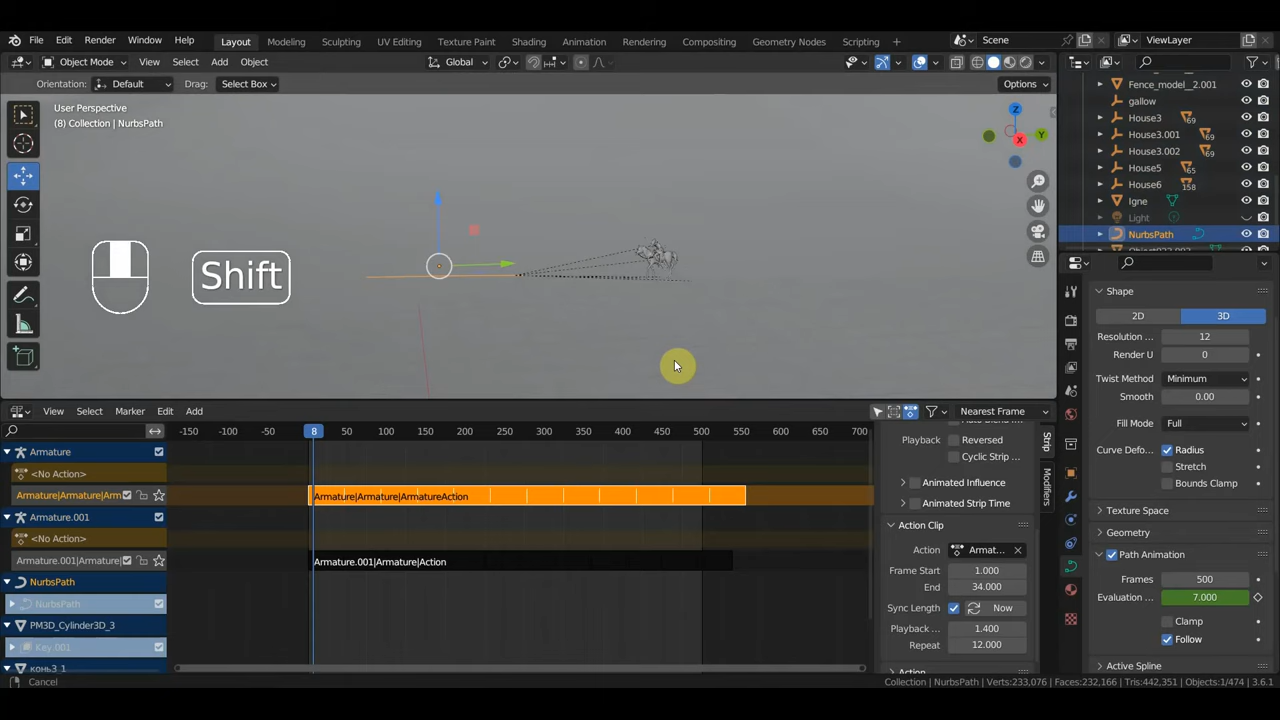 File Edit Render Window Help Layout Modeling Sculpting UV Editing Texture Paint Shading Animation Rendering Compositing Geometry Nodes Scripting + Scene ViewLayer
Object Mode View Select Add Object Global
Orientation: Default Drag: Select Box Options
User Perspective
(8) Collection | NurbsPath
Z
Y
X
Shift
Fence_model__2.001
gallow
House3 69
House3.001 69
House3.002 69
House5 65
House6 158
Igne
Light
NurbsPath
Shape
2D 3D
Resolution ... 12
Render U 0
Twist Method Minimum
Smooth 0.00
Fill Mode Full
Curve Defo... Radius
Stretch
Bounds Clamp
Texture Space
Geometry
Path Animation
Frames 500
Evaluation ... 7.000
Clamp
Follow
Active Spline
View Select Marker Edit Add Nearest Frame
-150 -100 -50 8 50 100 150 200 250 300 350 400 450 500 550 600 650 700
Armature
<No Action>
Armature|Armature|Arm
Armature|Armature|ArmatureAction
Armature.001
<No Action>
Armature.001|Armature|
Armature.001|Armature|Action
NurbsPath
NurbsPath
PM3D_Cylinder3D_3
Key.001
конь3_1
Playback Reversed
Cyclic Strip ...
Animated Influence
Animated Strip Time
Action Clip
Action Armat...
Frame Start 1.000
End 34.000
Sync Length Now
Playback ... 1.400
Repeat 12.000
Strip
Modifiers
Cancel
Collection | NurbsPath | Verts:233,076 | Faces:232,166 | Tris:442,351 | Objects:1/474 | 3.6.1